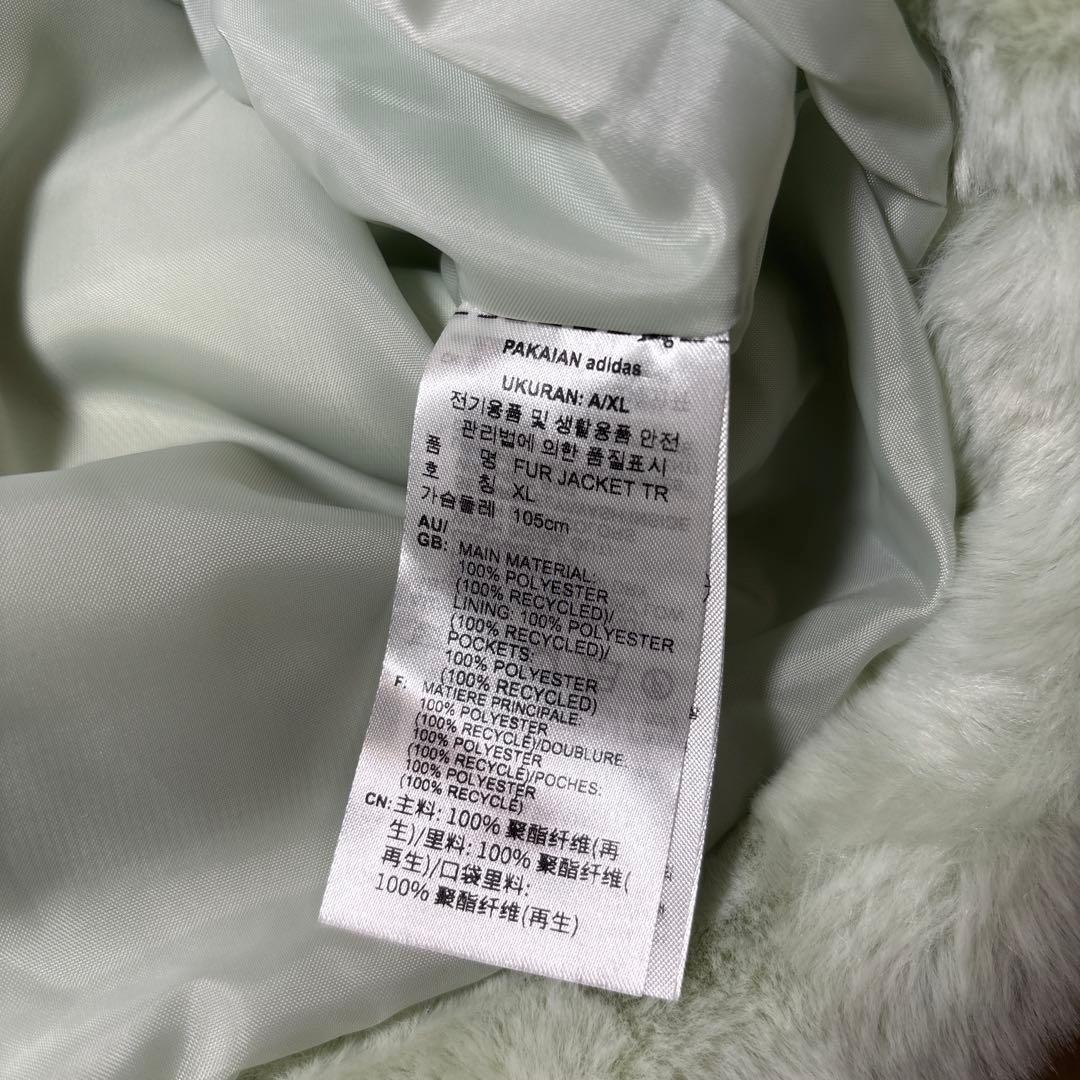 PAKAIAN adidas
UKURAN: A/XL
전기용품 및 생활용품 안전
관리법에 의한 품질표시
품 명 FUR JACKET TR
호 칭 XL
가슴둘레 105cm
AU/
GB: MAIN MATERIAL:
100% POLYESTER
(100% RECYCLED)/
LINING: 100% POLYESTER
(100% RECYCLED)/
POCKETS:
100% POLYESTER
(100% RECYCLED)
F: MATIERE PRINCIPALE:
100% POLYESTER
(100% RECYCLE)/DOUBLURE:
100% POLYESTER
(100% RECYCLE)/POCHES:
100% POLYESTER
(100% RECYCLE)
CN: 主料: 100% 聚酯纤维(再
生)/里料: 100% 聚酯纤维(
再生)/口袋里料:
100% 聚酯纤维(再生)